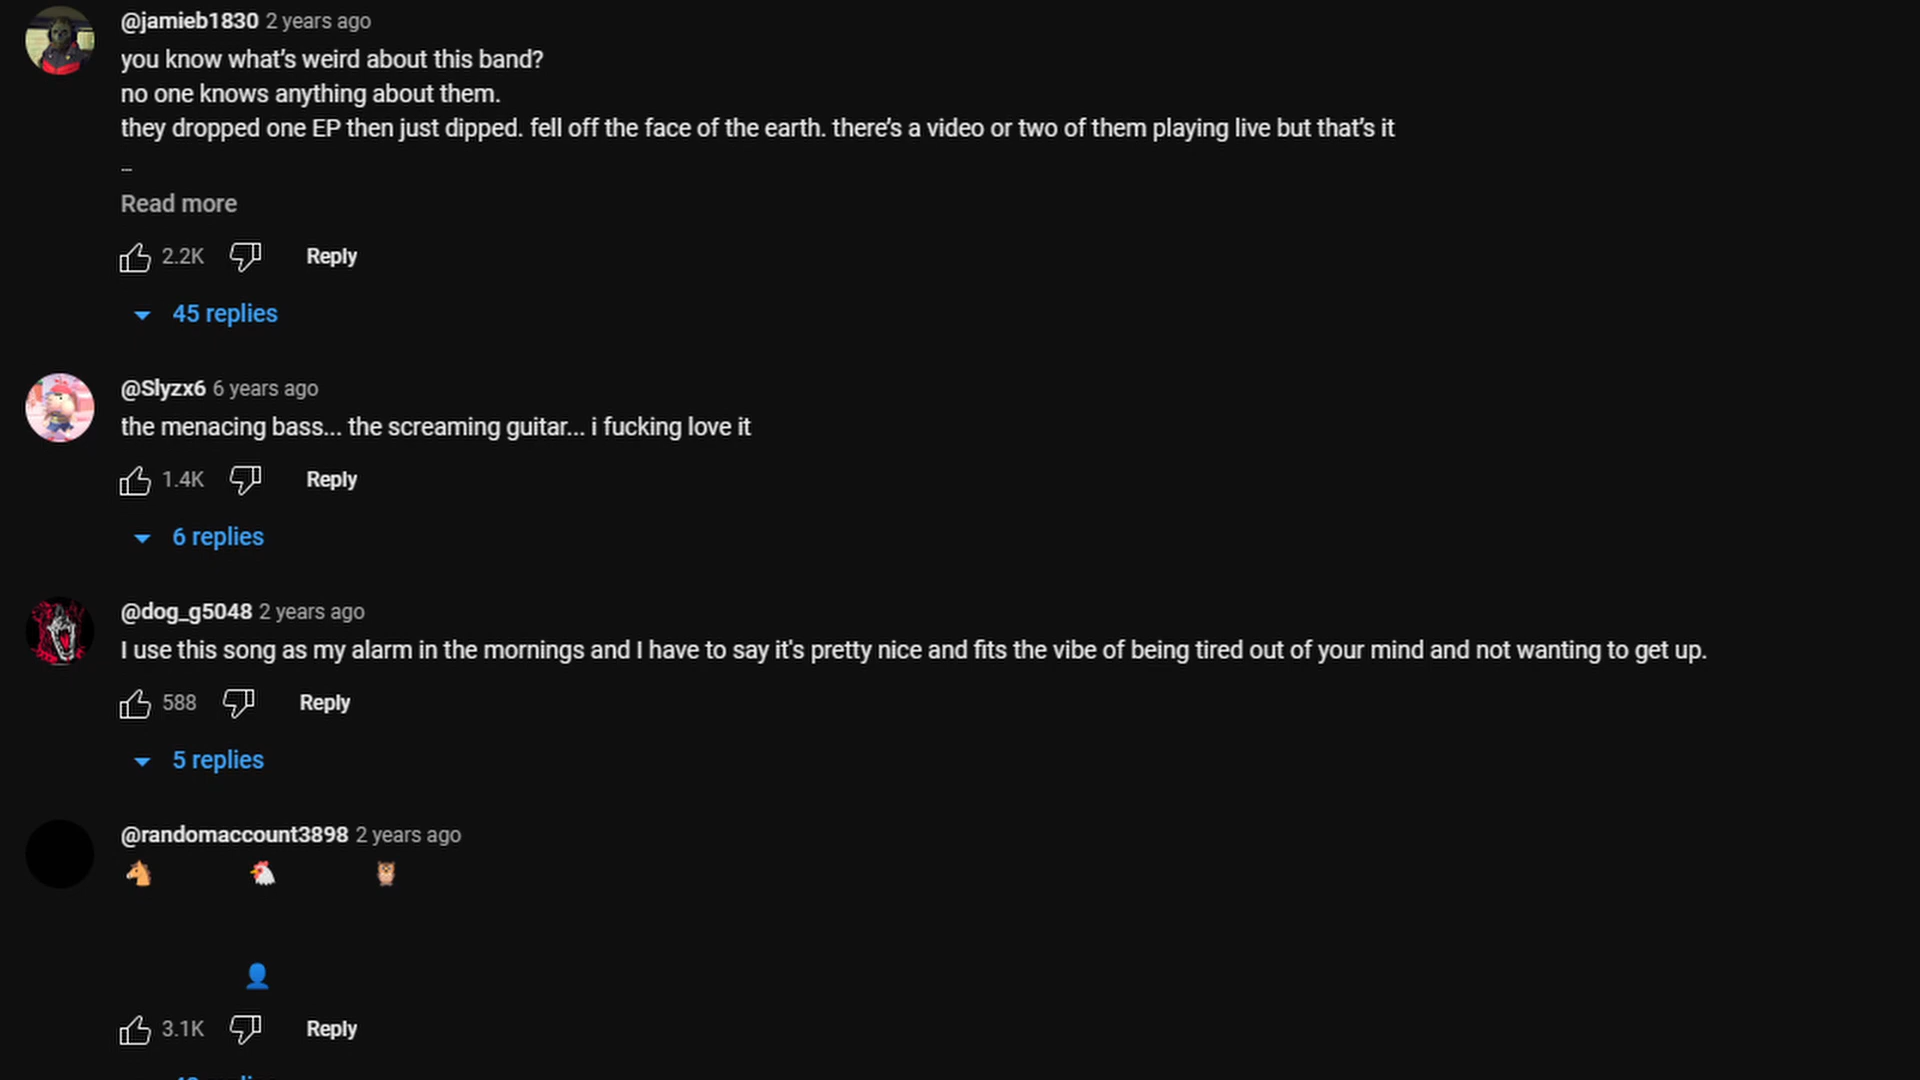 @jamieb1830 2 years ago
you know what’s weird about this band?
no one knows anything about them.
they dropped one EP then just dipped. fell off the face of the earth. there’s a video or two of them playing live but that’s it
...
Read more
2.2K Reply
45 replies
@Slyzx6 6 years ago
the menacing bass... the screaming guitar... i fucking love it
1.4K Reply
6 replies
@dog_g5048 2 years ago
I use this song as my alarm in the mornings and I have to say it's pretty nice and fits the vibe of being tired out of your mind and not wanting to get up.
588 Reply
5 replies
@randomaccount3898 2 years ago
🐴 🐔 🦉
👤
3.1K Reply